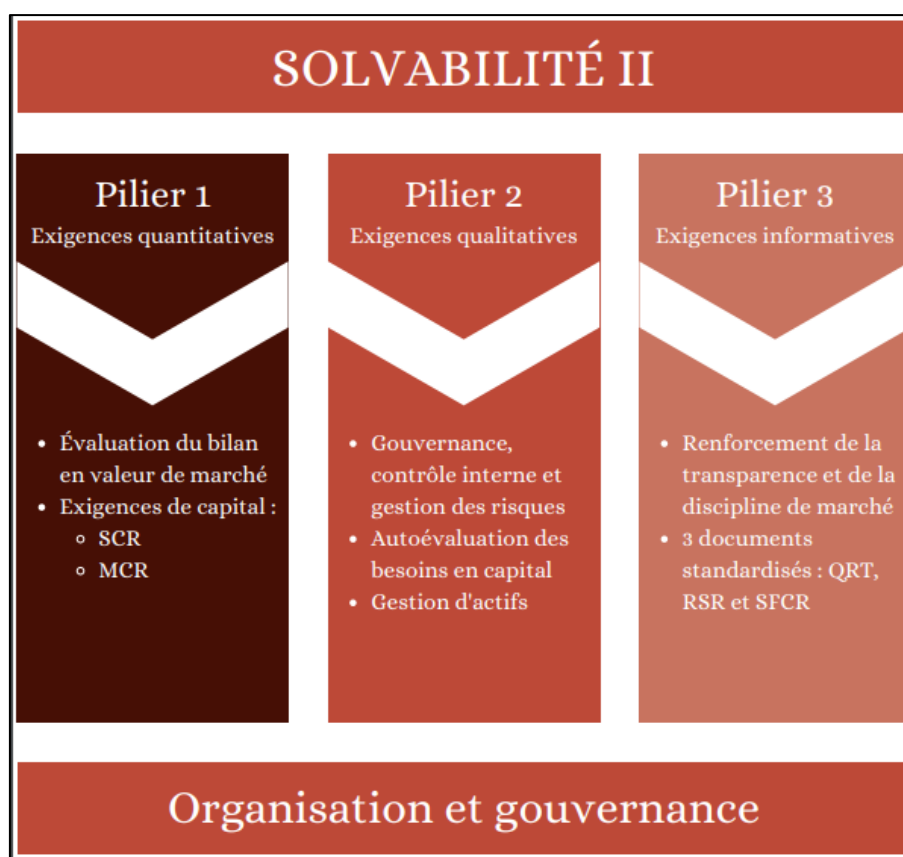 SOLVABILITÉ II
Pilier 1
Exigences quantitatives
• Évaluation du bilan
en valeur de marché
• Exigences de capital :
◦ SCR
◦ MCR
Pilier 2
Exigences qualitatives
• Gouvernance,
contrôle interne et
gestion des risques
• Autoévaluation des
besoins en capital
• Gestion d'actifs
Pilier 3
Exigences informatives
• Renforcement de la
transparence et de la
discipline de marché
• 3 documents
standardisés : QRT,
RSR et SFCR
Organisation et gouvernance